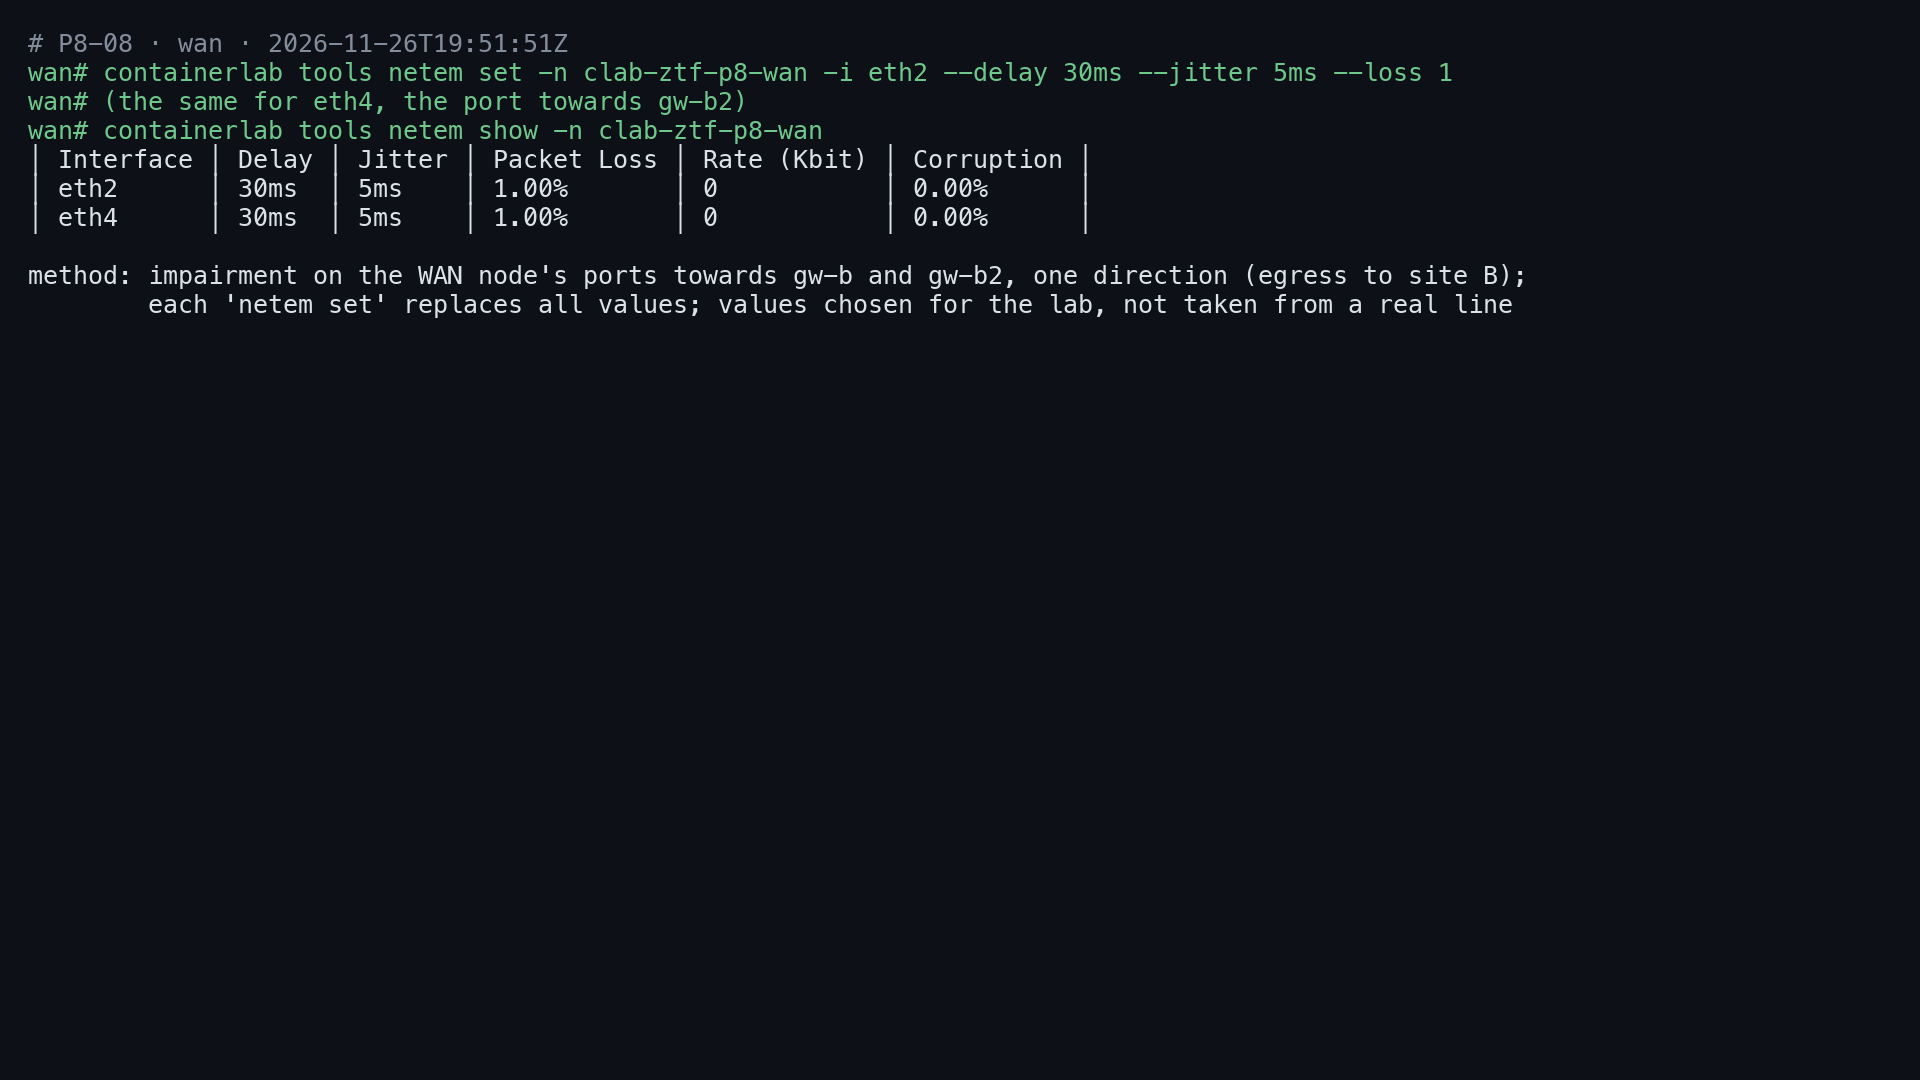 # P8-08 · wan · 2026-11-26T19:51:51Z
wan# containerlab tools netem set -n clab-ztf-p8-wan -i eth2 --delay 30ms --jitter 5ms --loss 1
wan# (the same for eth4, the port towards gw-b2)
wan# containerlab tools netem show -n clab-ztf-p8-wan
│ Interface │ Delay │ Jitter │ Packet Loss │ Rate (Kbit) │ Corruption │
│ eth2      │ 30ms  │ 5ms    │ 1.00%       │ 0           │ 0.00%      │
│ eth4      │ 30ms  │ 5ms    │ 1.00%       │ 0           │ 0.00%      │
method: impairment on the WAN node's ports towards gw-b and gw-b2, one direction (egress to site B);
        each 'netem set' replaces all values; values chosen for the lab, not taken from a real line